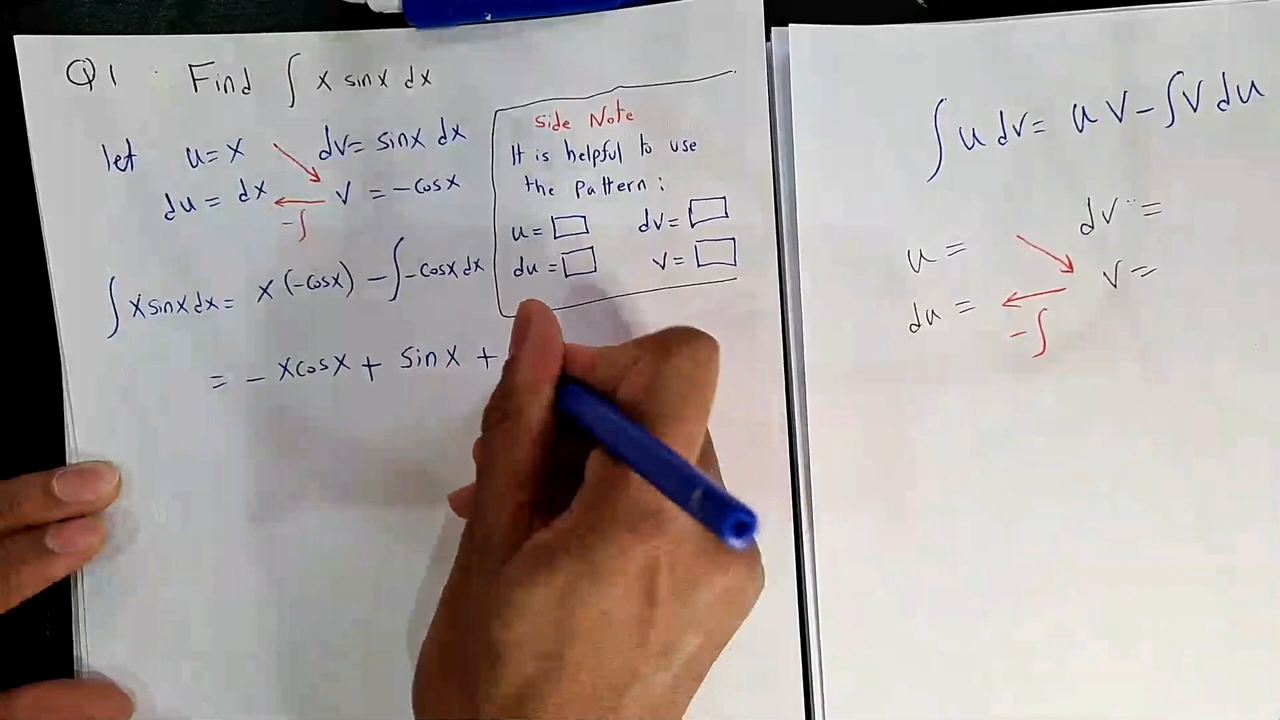 Q1 . Find ∫ x sinx dx
let u = x dv = sinx dx
du = dx v = -cosx
-∫
∫ x sinx dx = x (-cosx) - ∫ -cosx dx
= - xcosx + sinx +
Side Note
It is helpful to use
the pattern :
u = □ dv = □
du = □ v = □
∫ u dv = u v - ∫ v du
u = dv =
du = v =
-∫